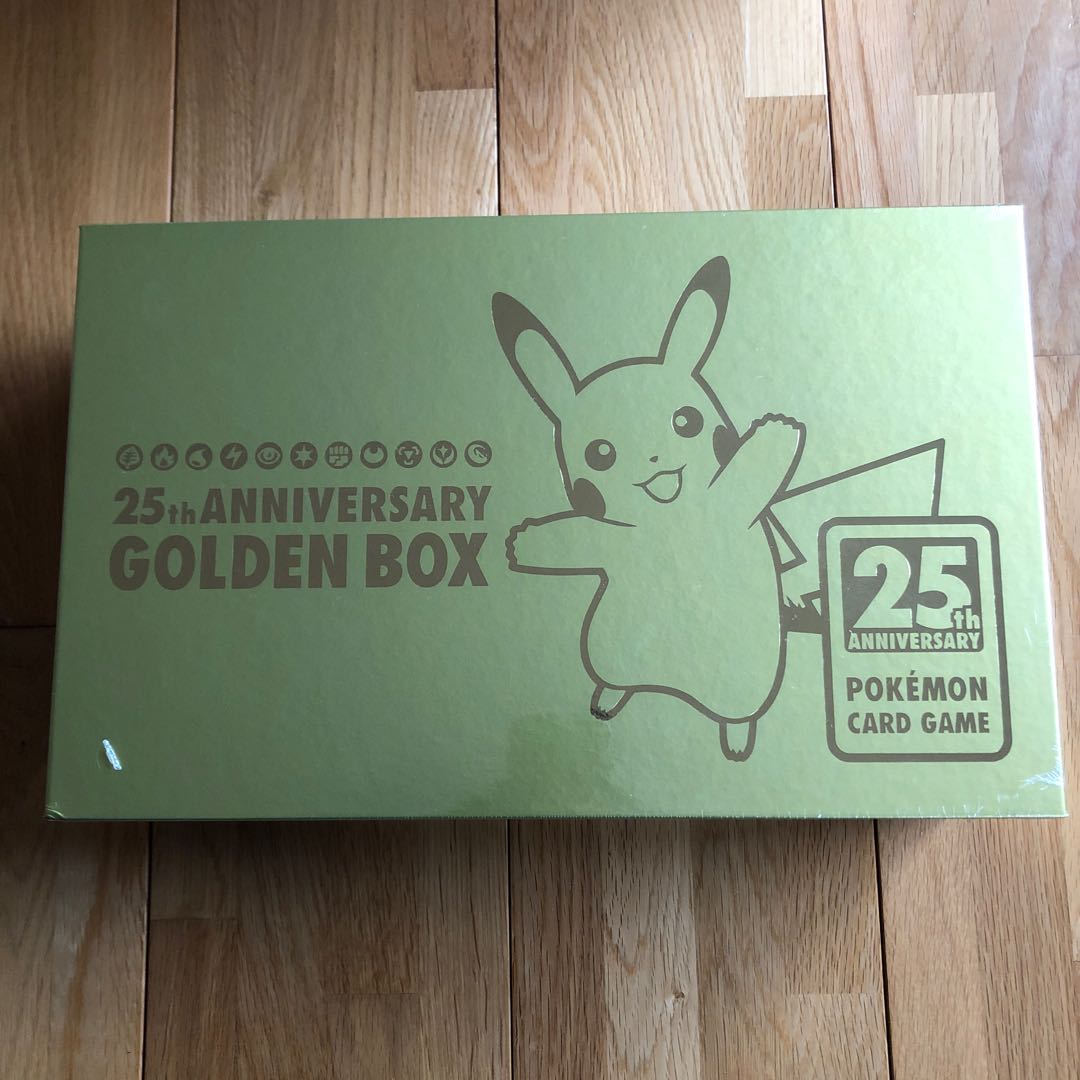 25th ANNIVERSARY
GOLDEN BOX
25th
ANNIVERSARY
POKÉMON
CARD GAME